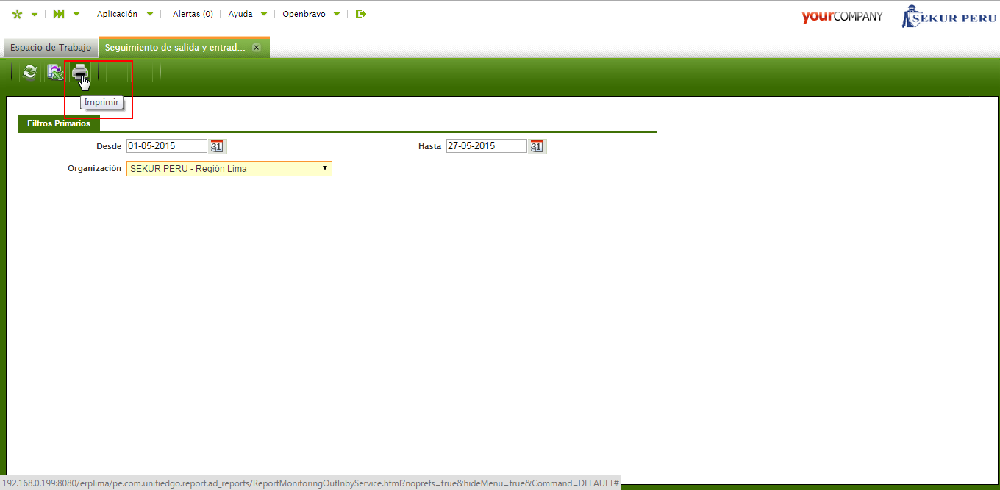 Aplicación Alertas (0) Ayuda Openbravo yourCOMPANY SEKUR PERU
Espacio de Trabajo Seguimiento de salida y entrad... x
Imprimir
Filtros Primarios
Desde 01-05-2015 31 Hasta 27-05-2015 31
Organización SEKUR PERU - Región Lima
192.168.0.199:8080/erplima/pe.com.unifiedgo.report.ad_reports/ReportMonitoringOutInbyService.html?noprefs=true&hideMenu=true&Command=DEFAULT#